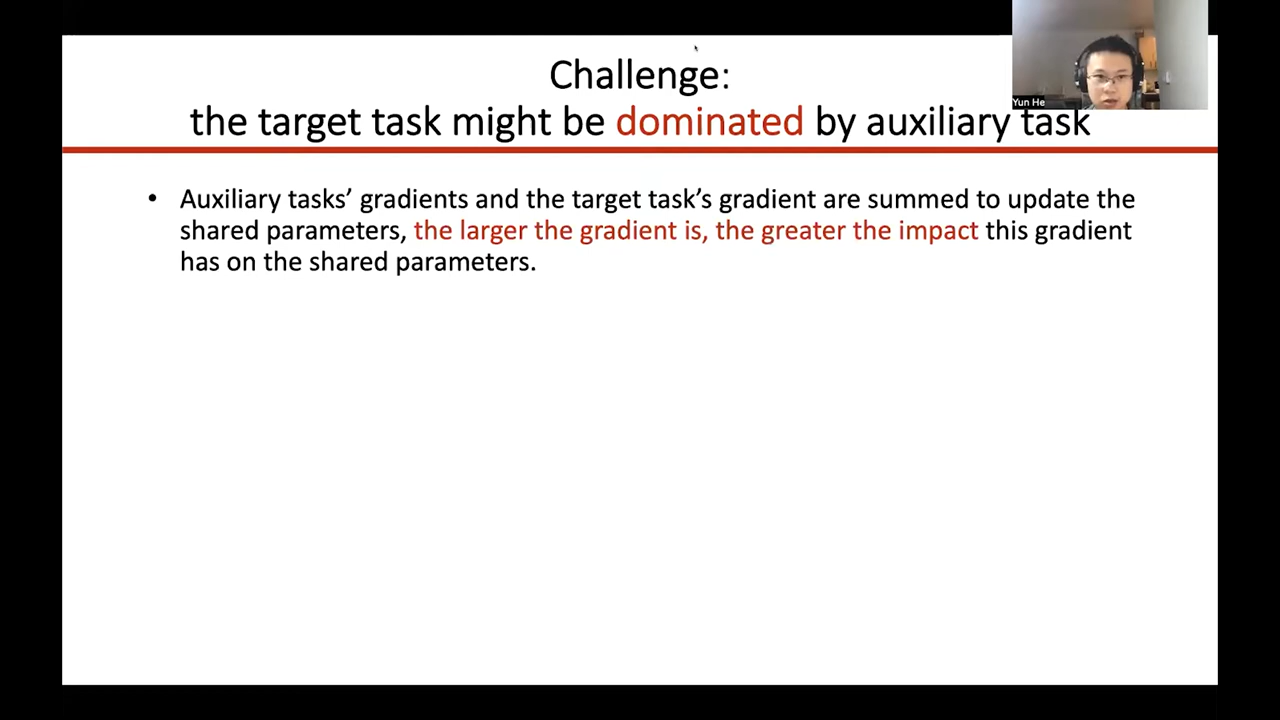 Challenge:
the target task might be dominated by auxiliary task
Yun He
• Auxiliary tasks’ gradients and the target task’s gradient are summed to update the
shared parameters, the larger the gradient is, the greater the impact this gradient
has on the shared parameters.